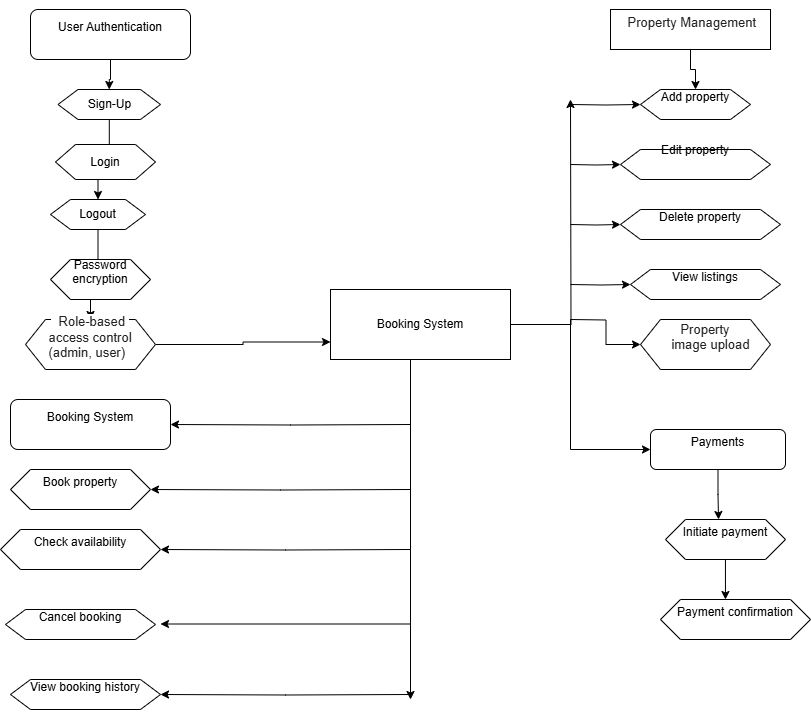 User Authentication
Sign-Up
Login
Logout
Password
encryption
Role-based
access control
(admin, user)
Booking System
Property Management
Add property
Edit property
Delete property
View listings
Property
image upload
Payments
Initiate payment
Payment confirmation
Booking System
Book property
Check availability
Cancel booking
View booking history